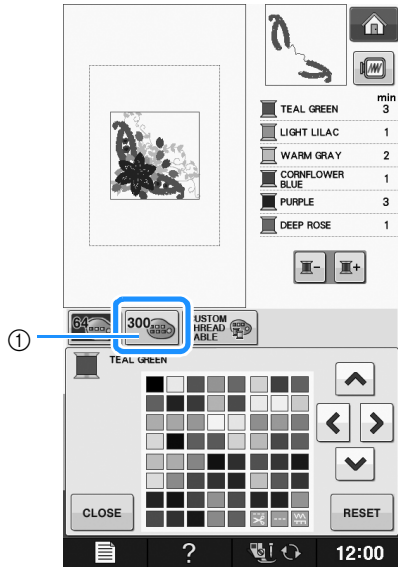 min
TEAL GREEN 3
LIGHT LILAC 1
WARM GRAY 2
CORNFLOWER
BLUE 1
PURPLE 3
DEEP ROSE 1
- +
64 300 CUSTOM
THREAD
TABLE
1
TEAL GREEN
CLOSE RESET
? 12:00